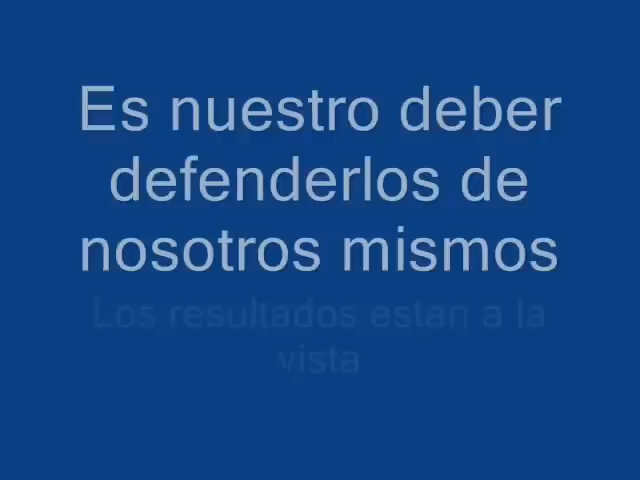 Es nuestro deber
defenderlos de
nosotros mismos
Los resultados estan a la
vista